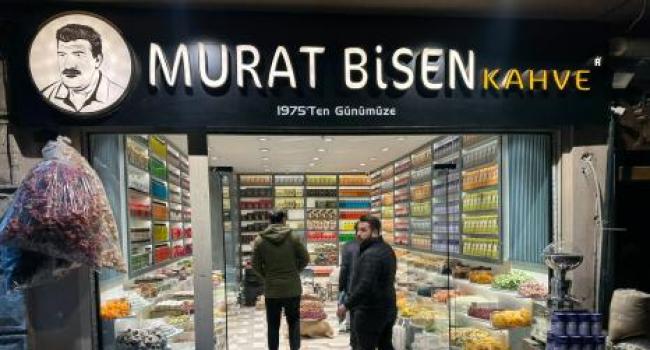 MURAT BiSEN KAHVE
1975'Ten Günümüze